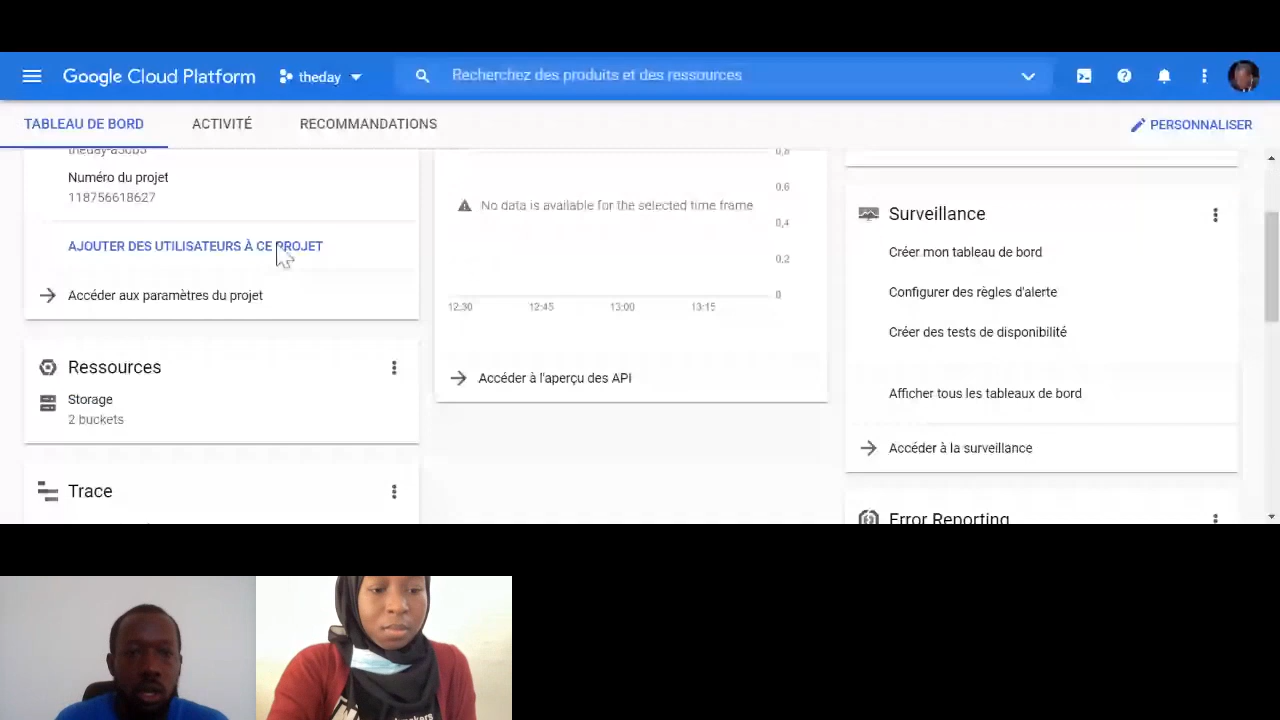 Google Cloud Platform
theday
Recherchez des produits et des ressources
TABLEAU DE BORD
ACTIVITÉ
RECOMMANDATIONS
PERSONNALISER
Numéro du projet
118756618627
AJOUTER DES UTILISATEURS À CE PROJET
Accéder aux paramètres du projet
Ressources
Storage
2 buckets
Trace
0,8
0.6
0,4
0.2
0
No data is available for the selected time frame
12:30
12:45
13:00
13:15
Accéder à l'aperçu des API
Surveillance
Créer mon tableau de bord
Configurer des règles d'alerte
Créer des tests de disponibilité
Afficher tous les tableaux de bord
Accéder à la surveillance
Error Reporting